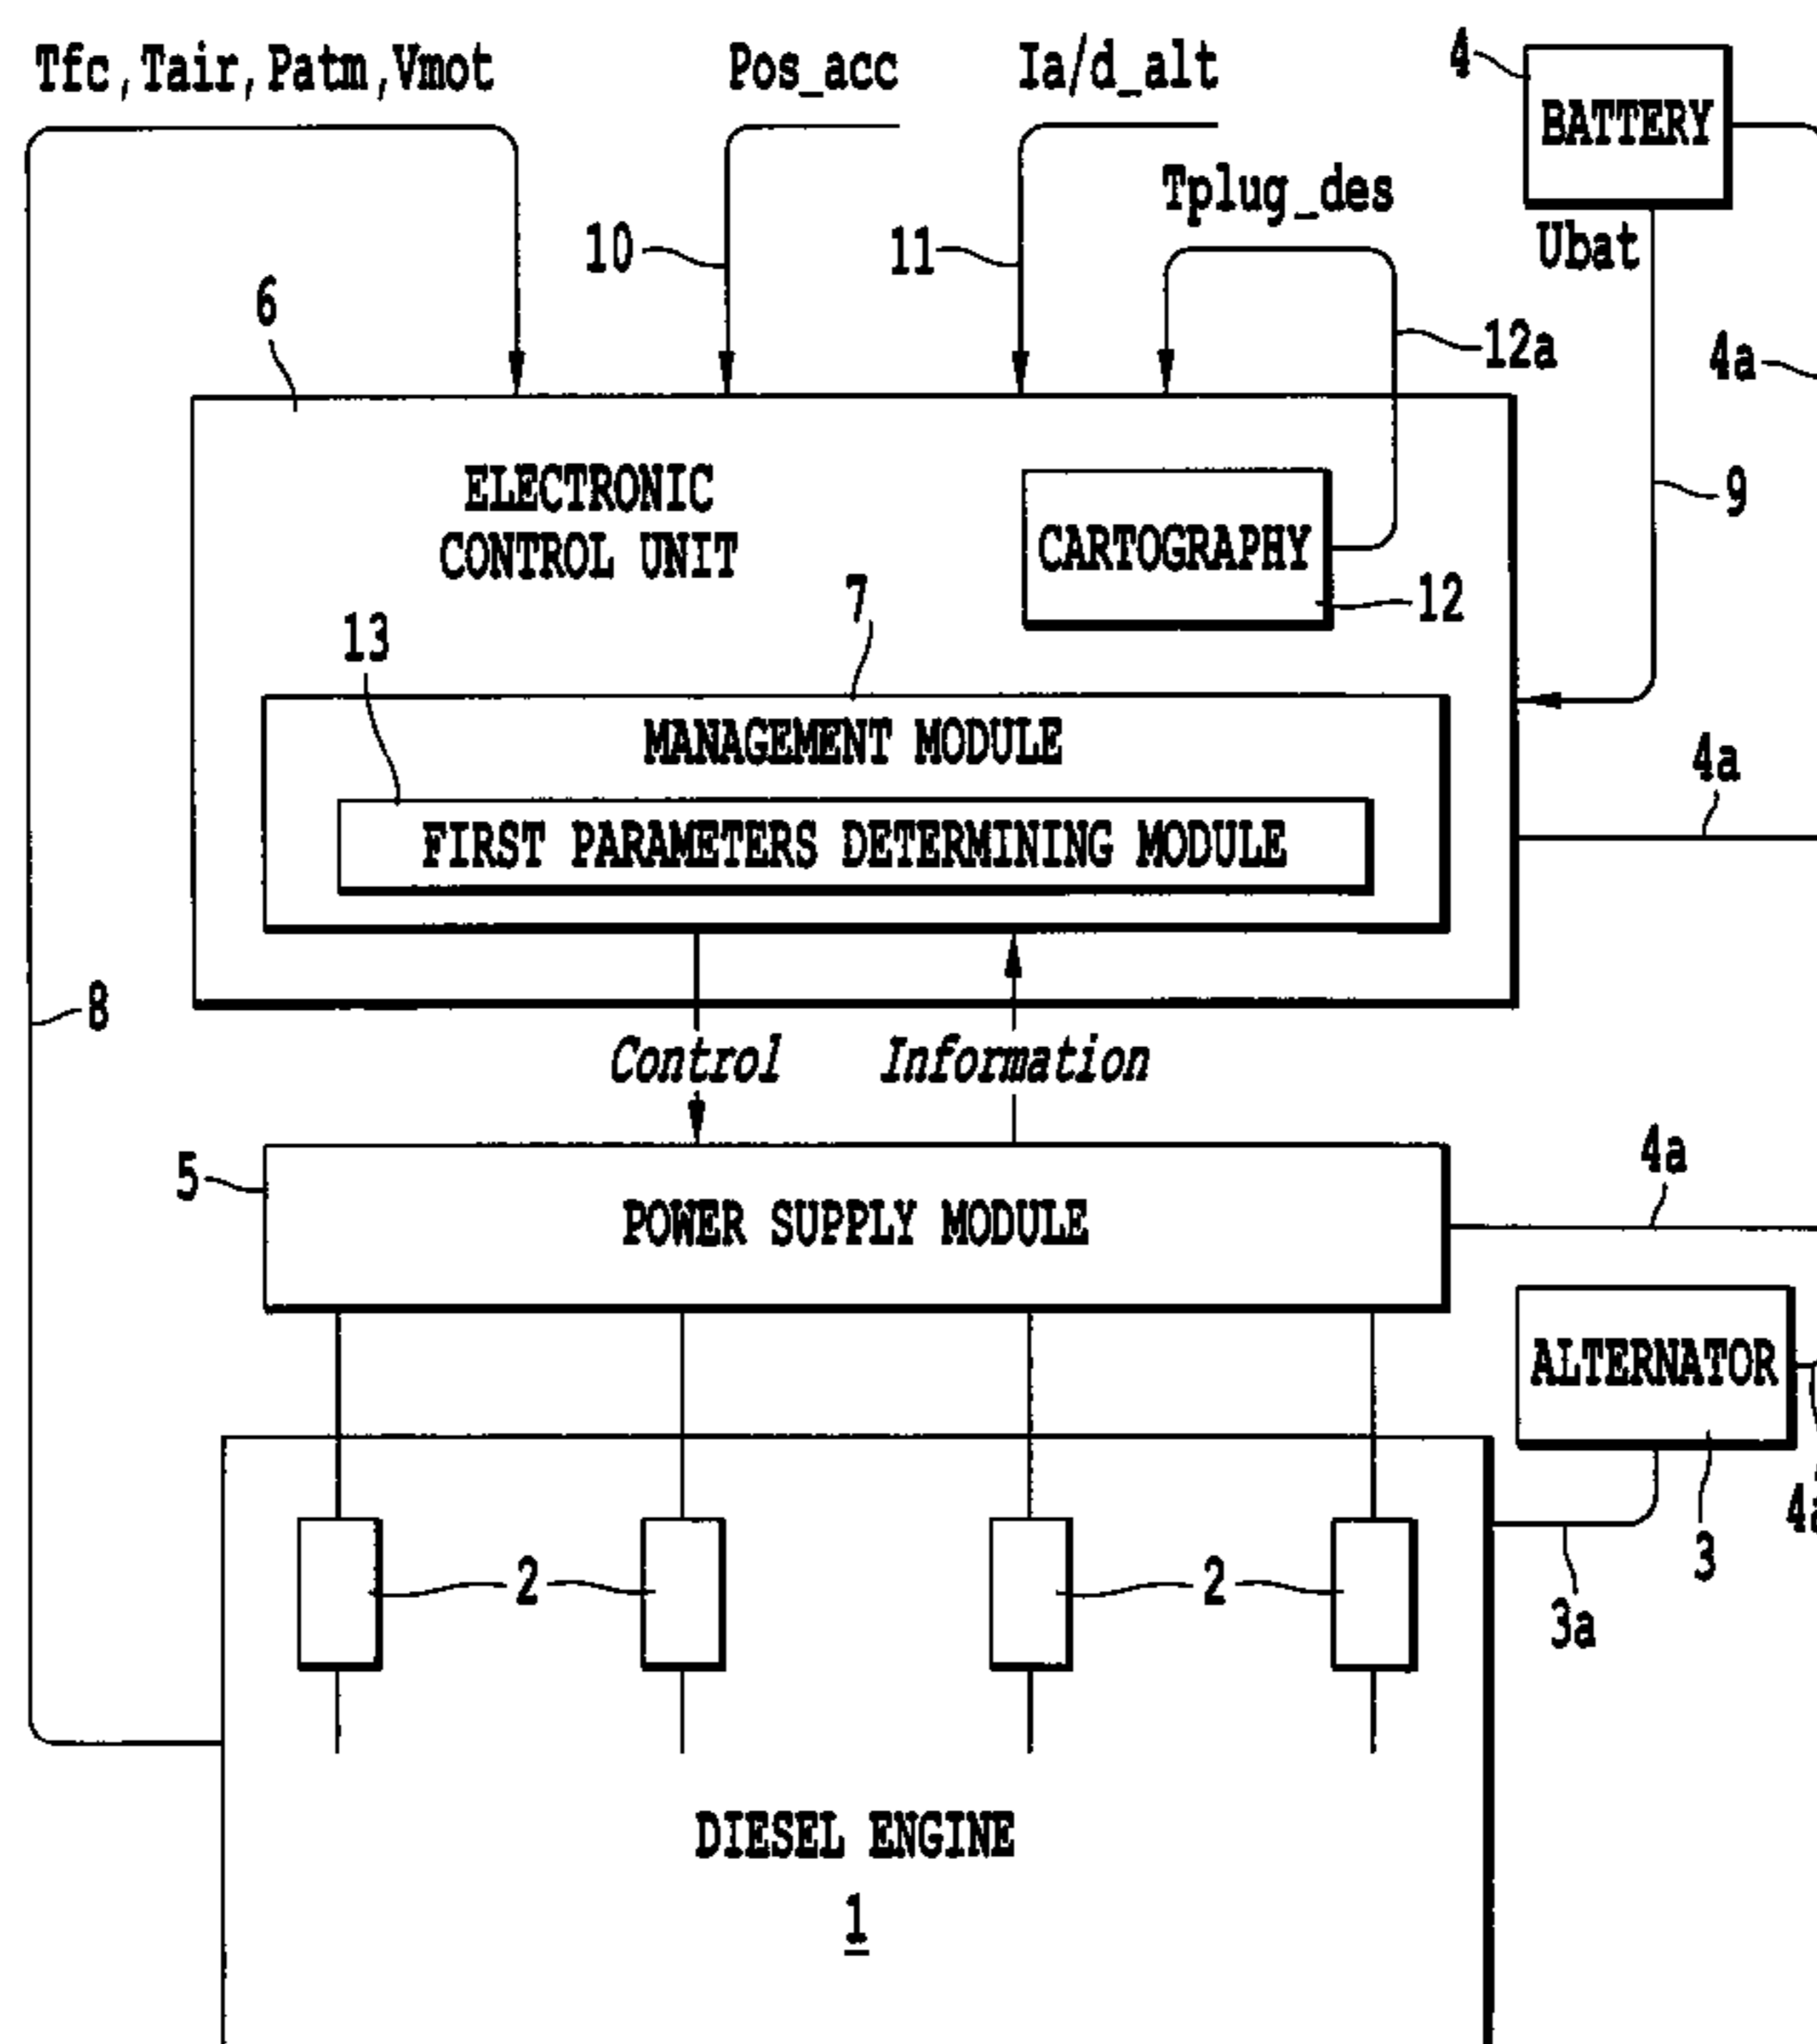 Tfc,Tair,Patm,Vmot
Pos_acc
Ia/d_alt
4
BATTERY
Tplug_des
Ubat
10
11
6
12a
4a
ELECTRONIC
CONTROL UNIT
CARTOGRAPHY
9
12
7
13
MANAGEMENT MODULE
4a
FIRST PARAMETERS DETERMINING MODULE
8
Control
Information
4a
5
POWER SUPPLY MODULE
ALTERNATOR
4a
3
2
2
3a
DIESEL ENGINE
1